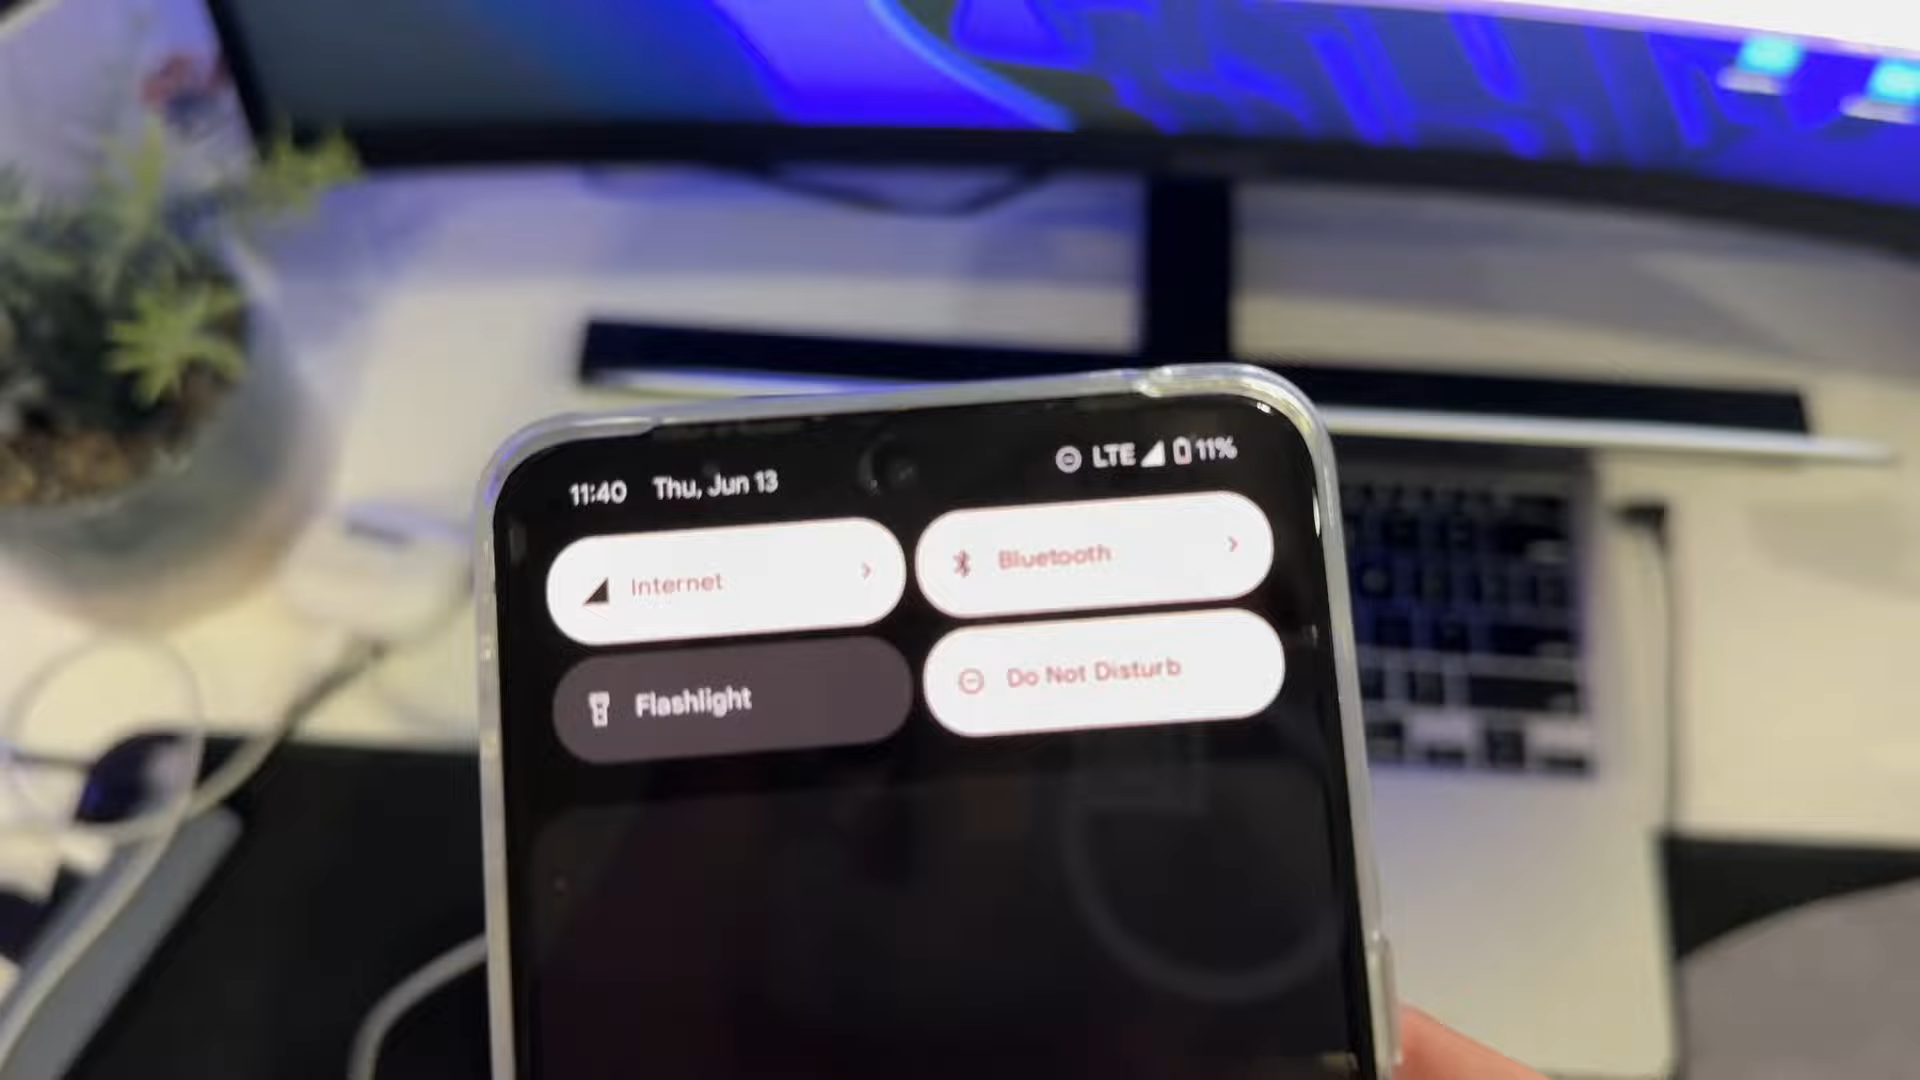 11:40 Thu, Jun 13 LTE 11%
Internet Bluetooth
Flashlight Do Not Disturb